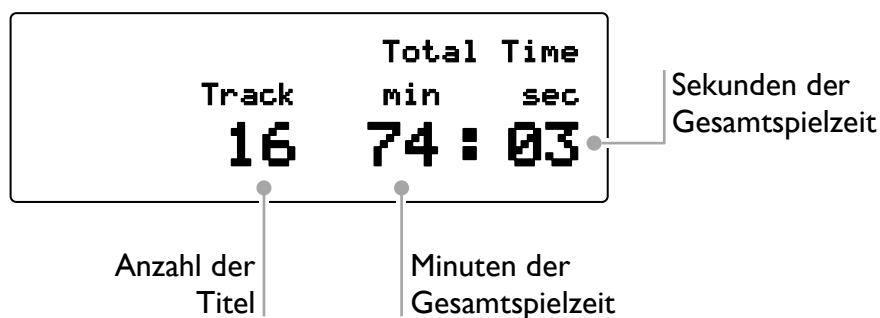 Total Time
Track min sec
16 74:03
Sekunden der
Gesamtspielzeit
Anzahl der
Titel
Minuten der
Gesamtspielzeit